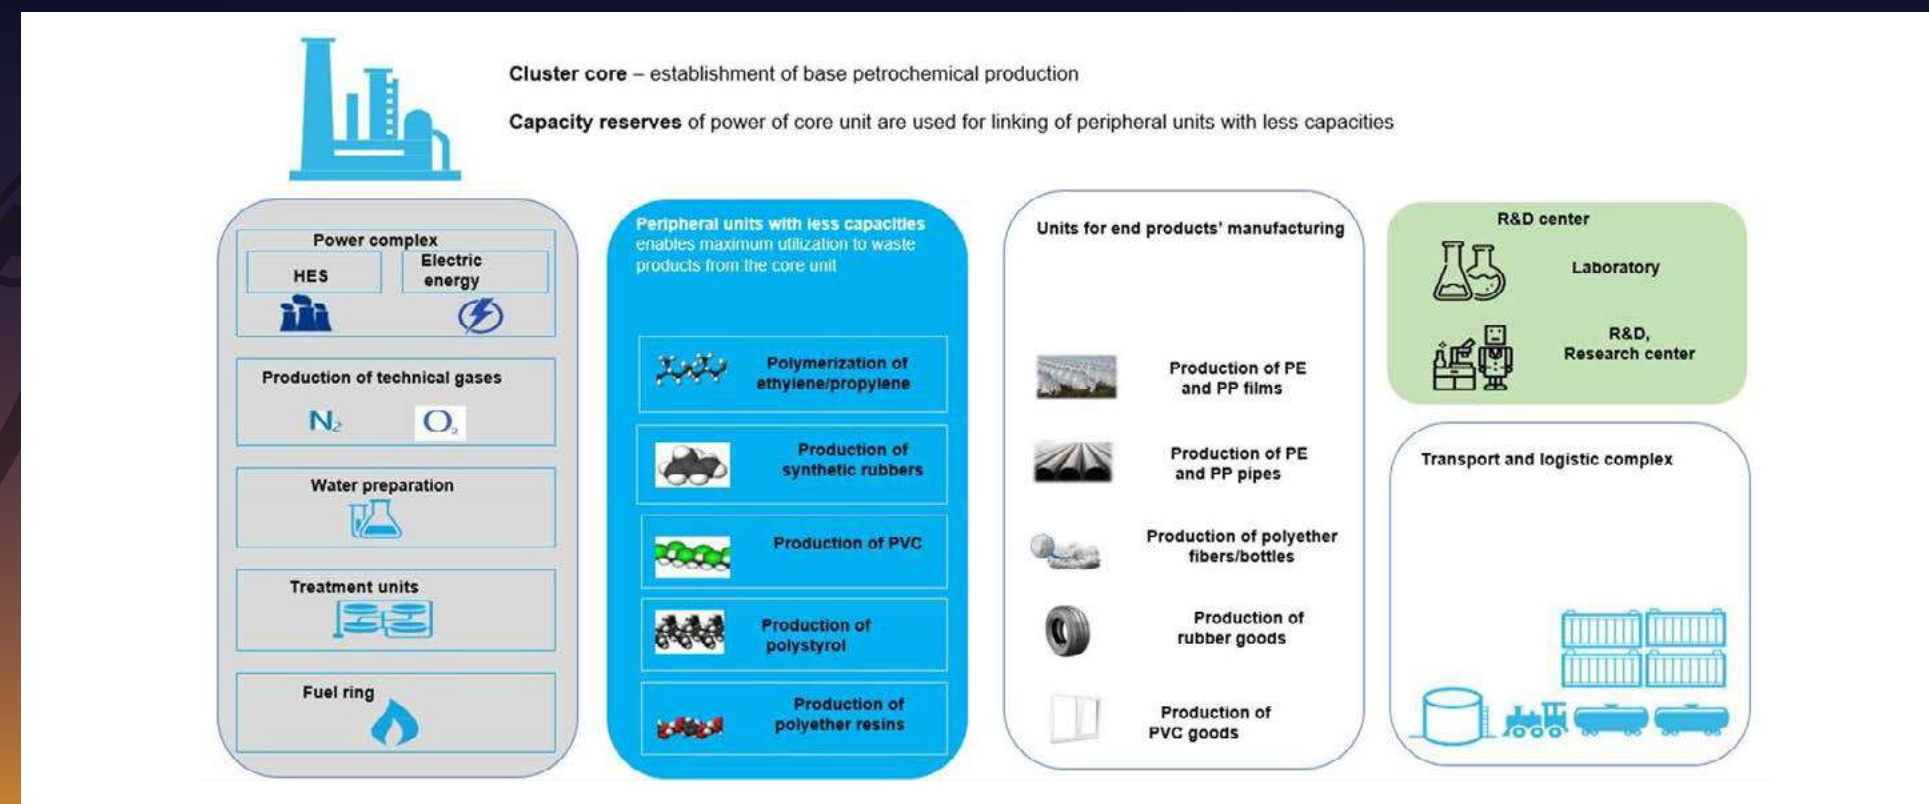 Cluster core – establishment of base petrochemical production
Capacity reserves of power of core unit are used for linking of peripheral units with less capacities
Power complex
HES
Electric
energy
Production of technical gases
N₂
O₂
Water preparation
Treatment units
Fuel ring
Peripheral units with less capacities
enables maximum utilization to waste
products from the core unit
Polymerization of
ethylene/propylene
Production of
synthetic rubbers
Production of PVC
Production of
polystyrol
Production of
polyether resins
Units for end products' manufacturing
Production of PE
and PP films
Production of PE
and PP pipes
Production of polyether
fibers/bottles
Production of
rubber goods
Production of
PVC goods
R&D center
Laboratory
R&D,
Research center
Transport and logistic complex